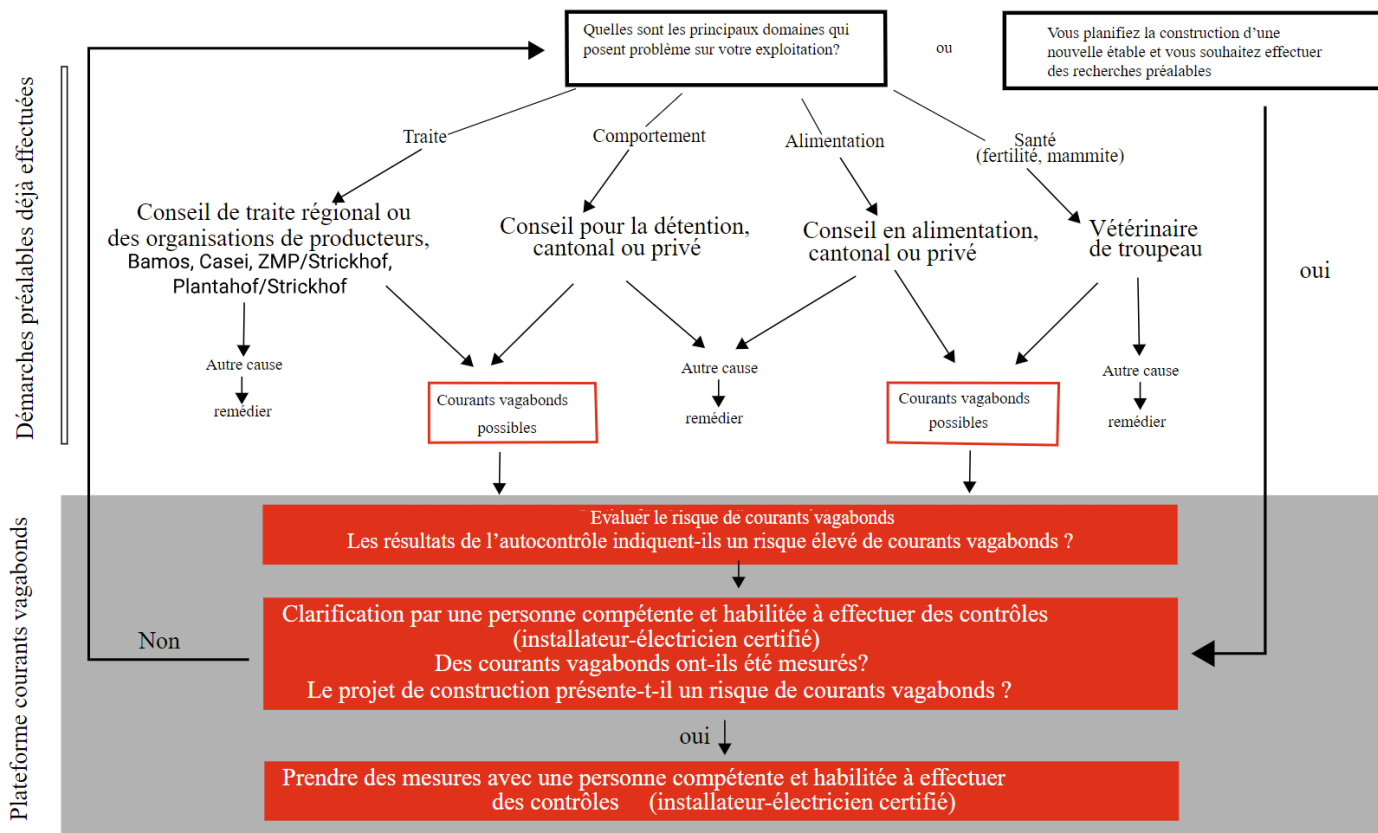 Quelles sont les principaux domaines qui
posent problème sur votre exploitation?
ou
Vous planifiez la construction d’une
nouvelle étable et vous souhaitez effectuer
des recherches préalables
Démarches préalables déjà effectuées
Traite
Comportement
Alimentation
Santé
(fertilité, mammite)
Conseil de traite régional ou
des organisations de producteurs,
Bamos, Casei, ZMP/Strickhof,
Plantahof/Strickhof
Conseil pour la détention,
cantonal ou privé
Conseil en alimentation,
cantonal ou privé
Vétérinaire
de troupeau
oui
Autre cause
remédier
Courants vagabonds
possibles
Autre cause
remédier
Courants vagabonds
possibles
Autre cause
remédier
Plateforme courants vagabonds
Evaluer le risque de courants vagabonds
Les résultats de l’autocontrôle indiquent-ils un risque élevé de courants vagabonds ?
Clarification par une personne compétente et habilitée à effectuer des contrôles
(installateur-électricien certifié)
Des courants vagabonds ont-ils été mesurés?
Le projet de construction présente-t-il un risque de courants vagabonds ?
Non
oui
Prendre des mesures avec une personne compétente et habilitée à effectuer
des contrôles (installateur-électricien certifié)